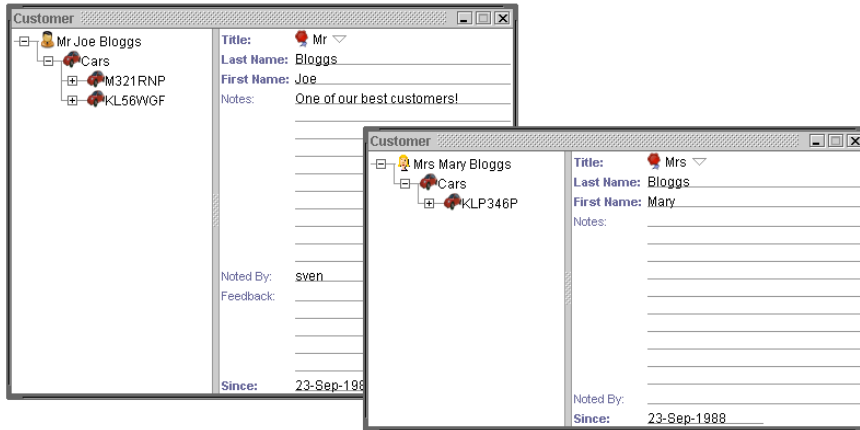 Customer
Mr Joe Bloggs
Cars
M321RNP
KL56WGF
Title: Mr
Last Name: Bloggs
First Name: Joe
Notes: One of our best customers!
Noted By: sven
Feedback:
Since: 23-Sep-198
Customer
Mrs Mary Bloggs
Cars
KLP346P
Title: Mrs
Last Name: Bloggs
First Name: Mary
Notes:
Noted By:
Since: 23-Sep-1988